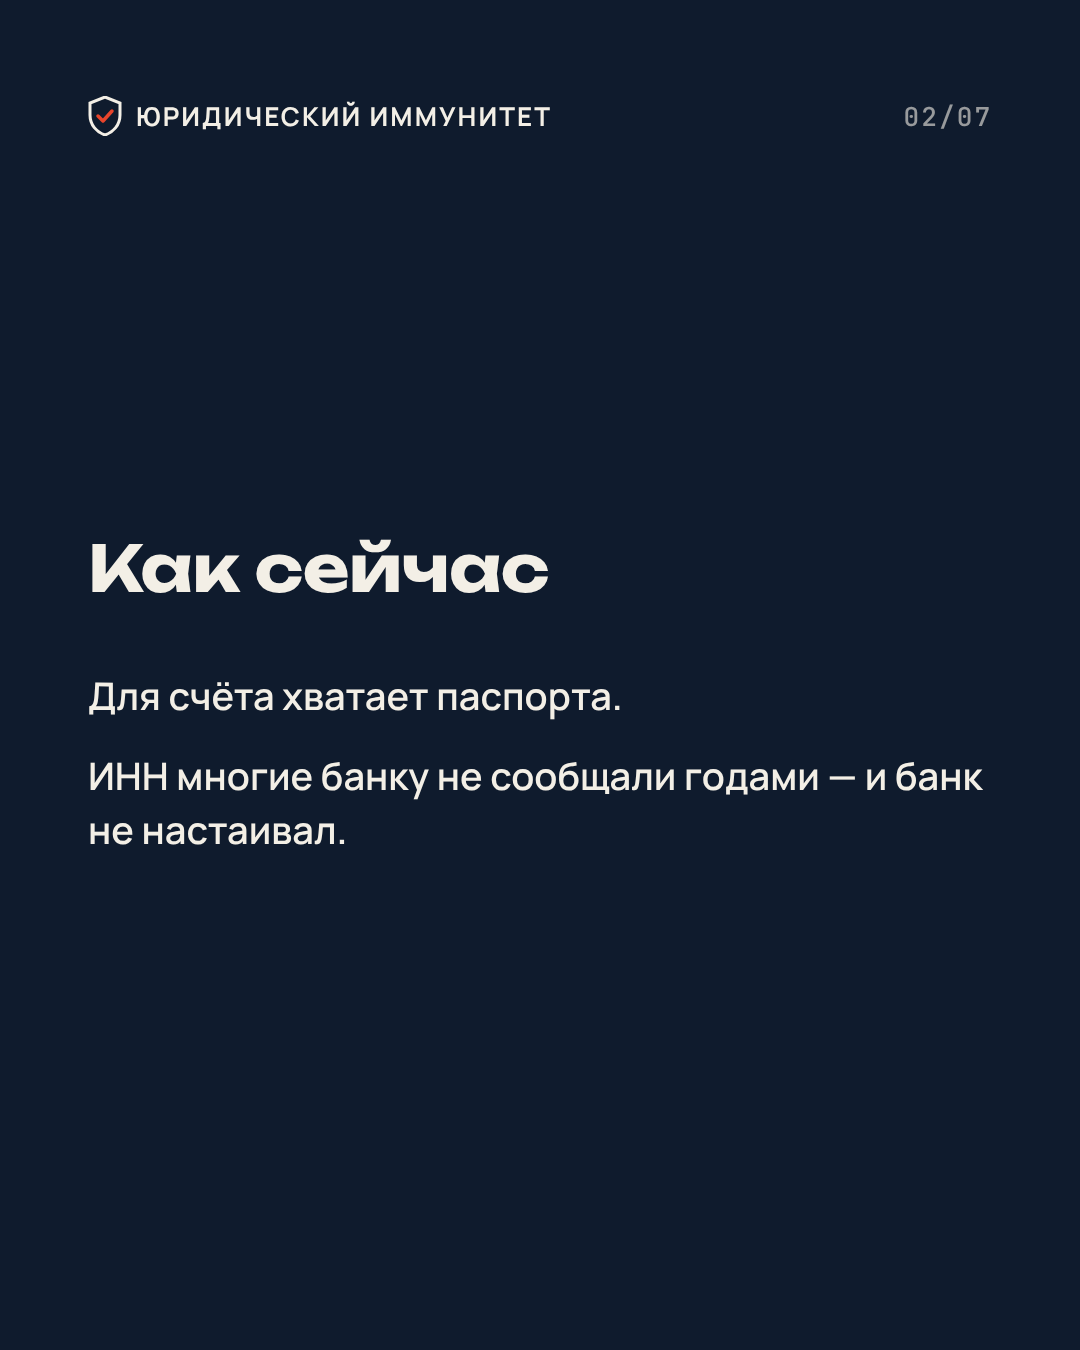 ЮРИДИЧЕСКИЙ ИММУНИТЕТ
02/07
Как сейчас
Для счёта хватает паспорта.
ИНН многие банку не сообщали годами — и банк
не настаивал.